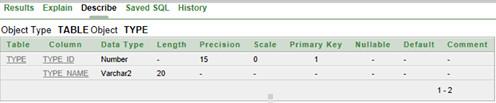 Results Explain Describe Saved SQL History
Object Type TABLE Object TYPE
Table Column Data Type Length Precision Scale Primary Key Nullable Default Comment
TYPE TYPE_ID Number - 15 0 1 - - -
TYPE_NAME Varchar2 20 - - - - - -
1 - 2